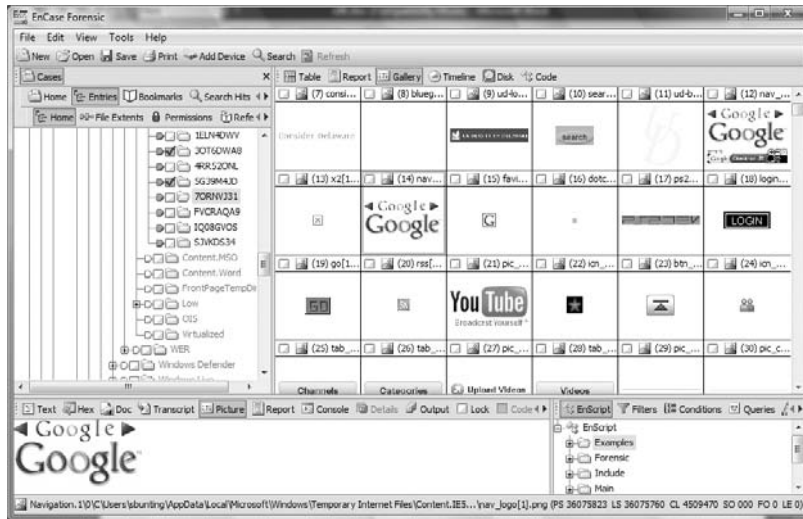 EnCase Forensic
File Edit View Tools Help
New Open Save Print Add Device Search Refresh
Cases
Home Entries Bookmarks Search Hits
Home File Extents Permissions Refe
1ELN4DWV
3OT6DWA8
4RR52ONL
SG39M4JD
7ORNVJ31
FVCRAQA9
IQ08GVOS
SJVKDS34
Content.MSO
Content.Word
FrontPageTempDir
Low
OIS
Virtualized
WER
Windows Defender
Table Report Gallery Timeline Disk Code
(7) consi... (8) blueg... (9) ud-lo... (10) sear... (11) ud-b... (12) nav_...
Consider Delaware
search
UD
Google
Google
(13) x2[1... (14) nav... (15) favi... (16) dotc... (17) ps2... (18) login...
Google
Google
G
LOGIN
(19) go[1... (20) rss[... (21) pic_... (22) icn_... (23) btn_... (24) icn_...
GO
YouTube
Broadcast Yourself
(25) tab_... (26) tab_... (27) pic_... (28) tab_... (29) pic_... (30) pic_c...
Channels Categories Upload Videos Videos
Text Hex Doc Transcript Picture Report Console Details Output Lock Code
Google
Google
EnScript Filters Conditions Queries
EnScript
Examples
Forensic
Include
Main
Navigation.1\0\C\Users\sbunting\AppData\Local\Microsoft\Windows\Temporary Internet Files\Content.IE5...\nav_logo[1].png (PS 36075823 LS 36075760 CL 4509470 SO 000 FO 0 LE 0)